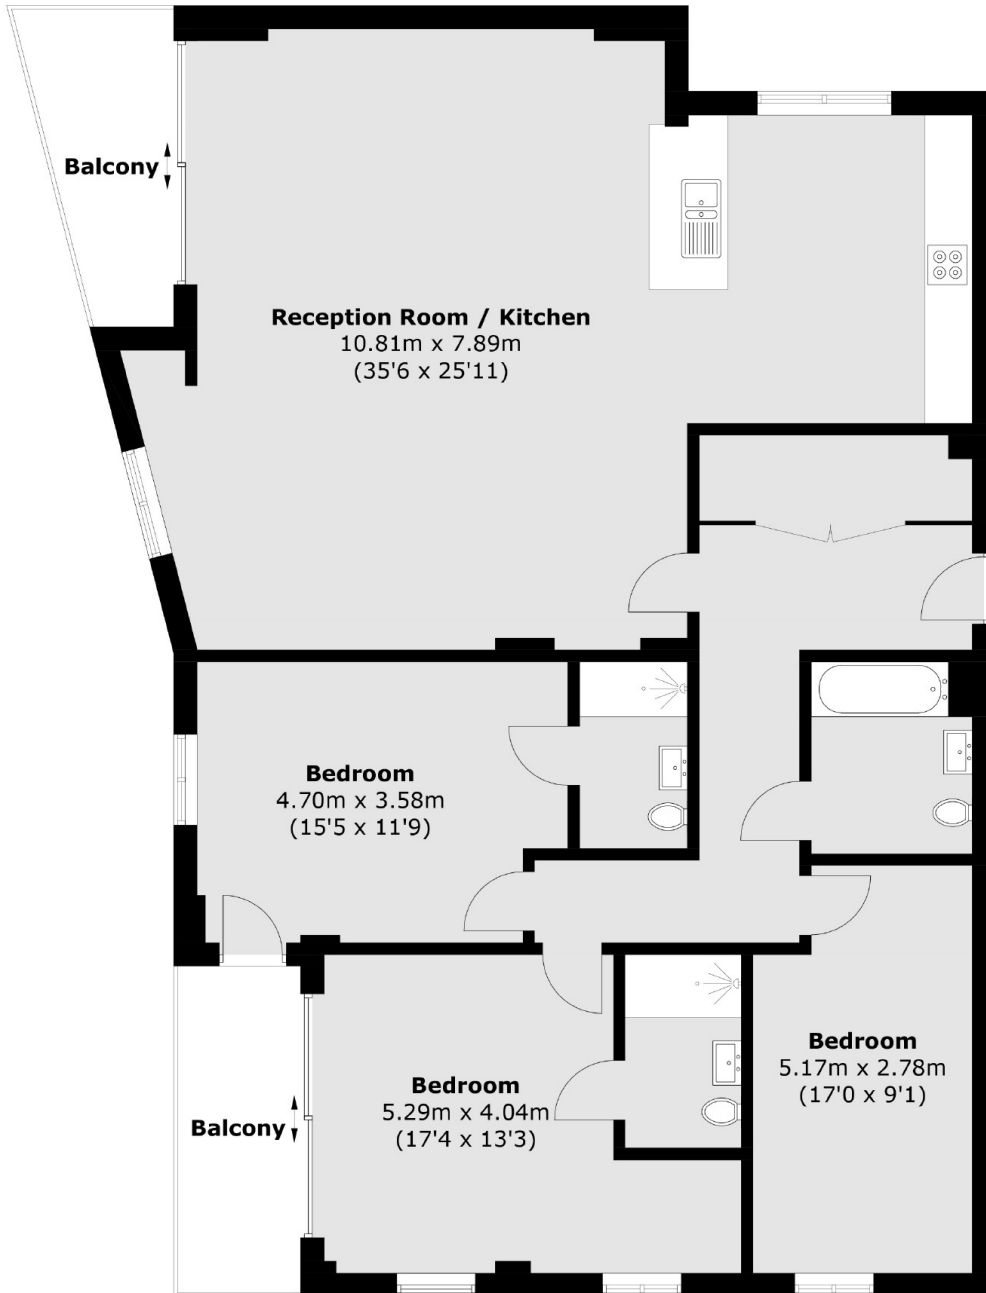 Balcony
Reception Room / Kitchen
10.81m x 7.89m
(35'6 x 25'11)
Bedroom
4.70m x 3.58m
(15'5 x 11'9)
Bedroom
5.17m x 2.78m
(17'0 x 9'1)
Bedroom
5.29m x 4.04m
(17'4 x 13'3)
Balcony